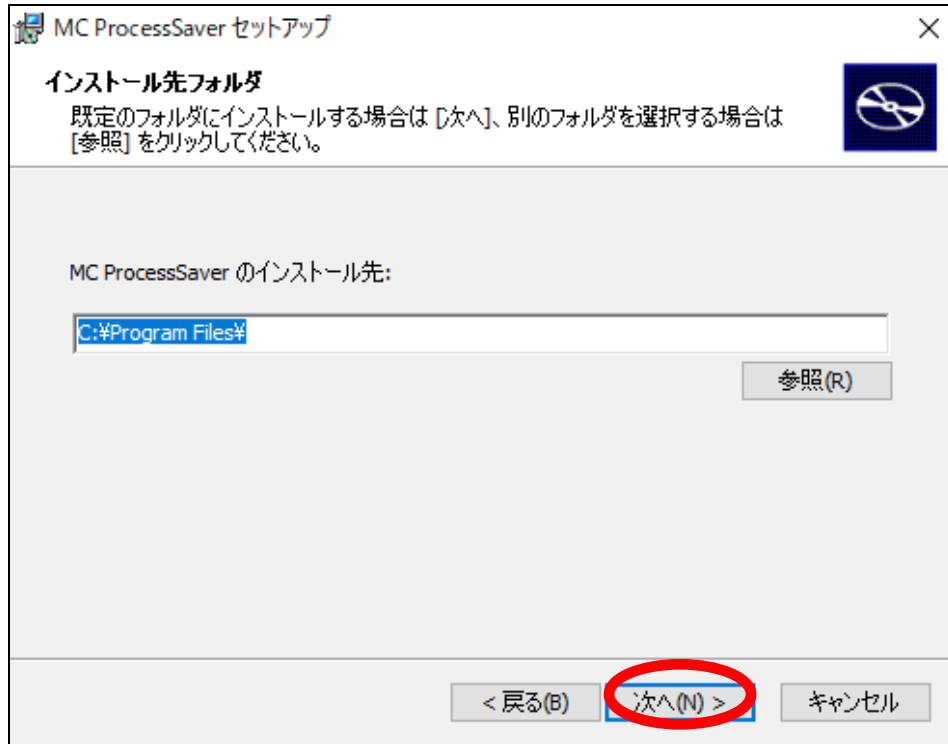 MC ProcessSaver セットアップ
インストール先フォルダ
既定のフォルダにインストールする場合は [次へ]、別のフォルダを選択する場合は
[参照] をクリックしてください。
MC ProcessSaver のインストール先:
C:¥Program Files¥
参照(R)
< 戻る(B)
次へ(N) >
キャンセル